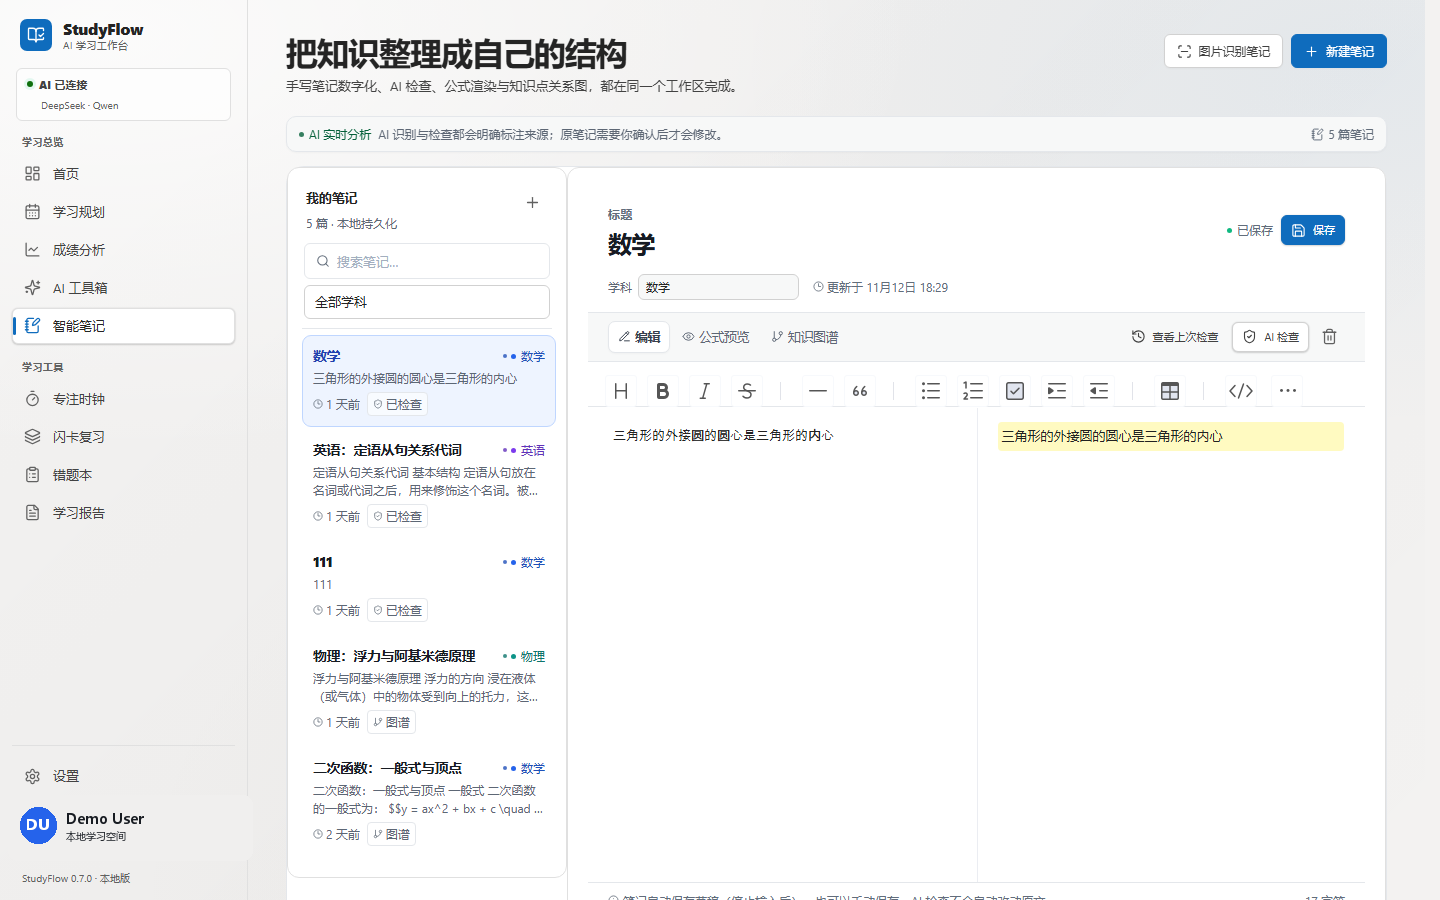 StudyFlow
AI 学习工作台
AI 已连接
DeepSeek · Qwen
学习总览
首页
学习规划
成绩分析
AI 工具箱
智能笔记
学习工具
专注时钟
闪卡复习
错题本
学习报告
设置
DU
Demo User
本地学习空间
StudyFlow 0.7.0 · 本地版
把知识整理成自己的结构
手写笔记数字化、AI 检查、公式渲染与知识点关系图，都在同一个工作区完成。
图片识别笔记
新建笔记
AI 实时分析 AI 识别与检查都会明确标注来源；原笔记需要你确认后才会修改。
5 篇笔记
我的笔记
5 篇 · 本地持久化
搜索笔记...
全部学科
数学 数学
三角形的外接圆的圆心是三角形的内心
1 天前 已检查
英语：定语从句关系代词 英语
定语从句关系代词 基本结构 定语从句放在
名词或代词之后，用来修饰这个名词。被...
1 天前 已检查
111 数学
111
1 天前 已检查
物理：浮力与阿基米德原理 物理
浮力与阿基米德原理 浮力的方向 浸在液体
（或气体）中的物体受到向上的托力，这...
1 天前 图谱
二次函数：一般式与顶点 数学
二次函数：一般式与顶点 一般式 二次函数
的一般式为： $$y = ax^2 + bx + c \quad ...
2 天前 图谱
标题
数学
已保存 保存
学科 数学 更新于 11月12日 18:29
编辑 公式预览 知识图谱
查看上次检查 AI 检查
三角形的外接圆的圆心是三角形的内心
三角形的外接圆的圆心是三角形的内心